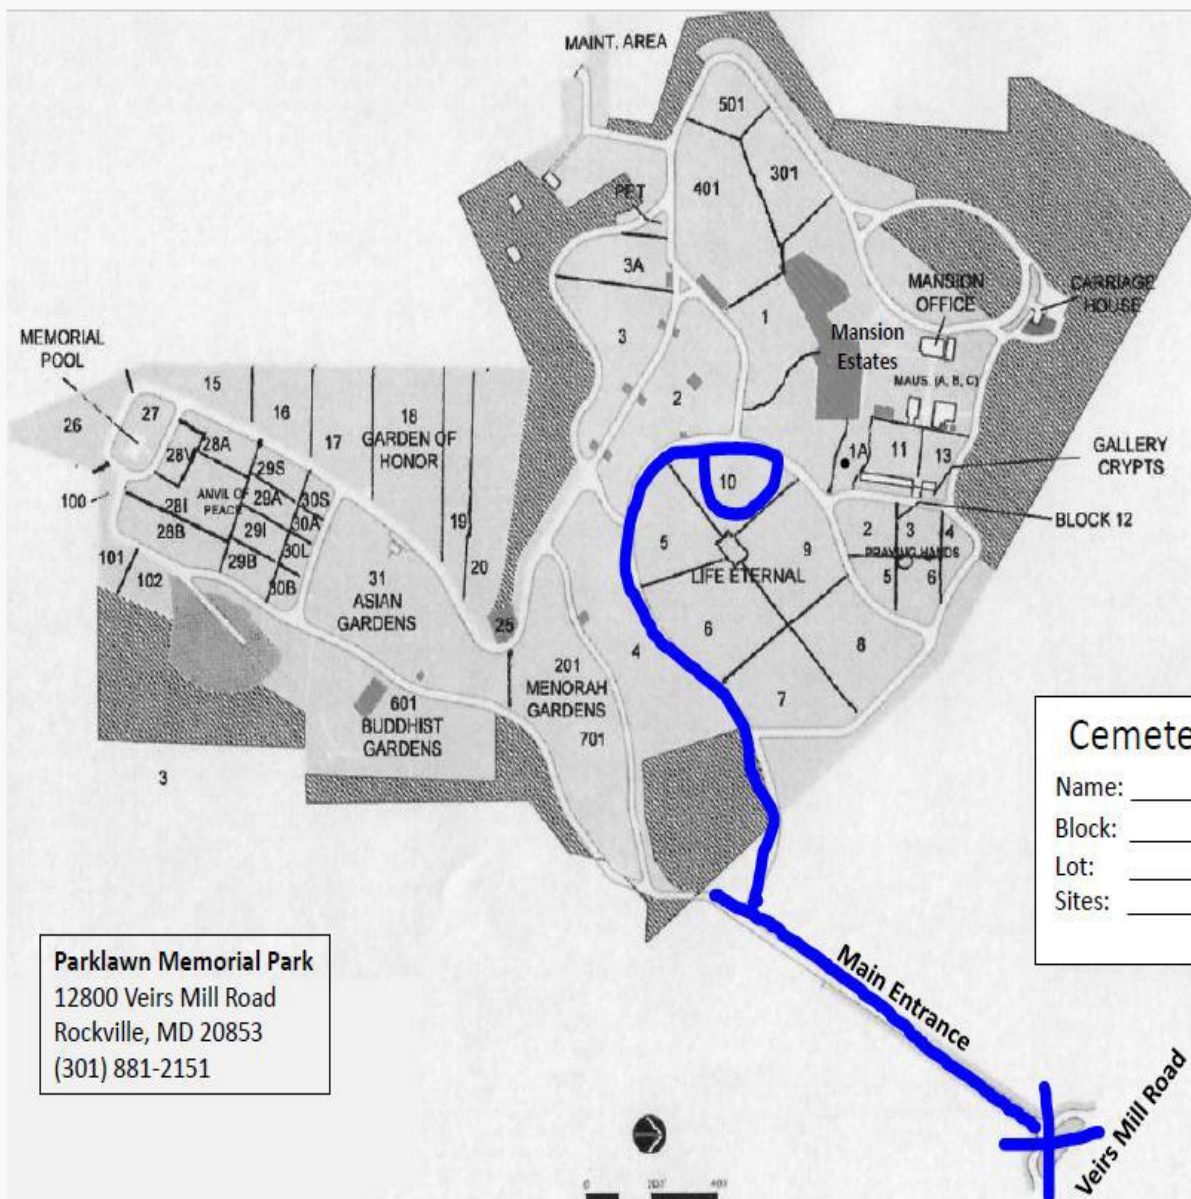 MAINT. AREA
501
301
401
PET
3A
MANSION
OFFICE
CARRIAGE
HOUSE
1
3
Mansion
Estates
MEMORIAL
POOL
MAUS. (A, B, C)
15
16
2
26
27
17
18
GARDEN OF
HONOR
28A
1A
11
13
GALLERY
CRYPTS
29S
10
100
28I
ANVIL OF
PEACE
29A
30S
30A
BLOCK 12
28B
29I
19
2
3
4
PRAYING HANDS
5
9
101
29B
30L
20
LIFE ETERNAL
5
6
102
30B
31
ASIAN
GARDENS
25
6
8
4
201
MENORAH
GARDENS
7
601
BUDDHIST
GARDENS
701
3
Cemete
Name:
Block:
Lot:
Sites:
Parklawn Memorial Park
12800 Veirs Mill Road
Rockville, MD 20853
(301) 881-2151
Main Entrance
Veirs Mill Road
0